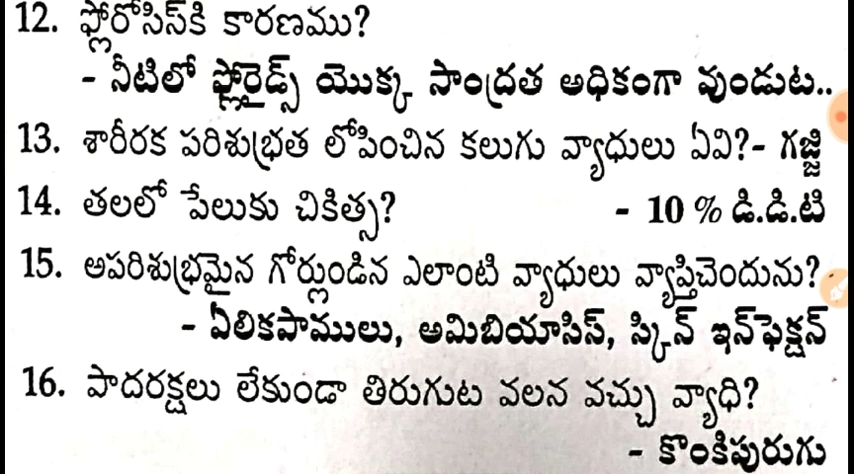 12. ఫ్లోరోసిస్‌కి కారణము?
- నీటిలో ఫ్లోరైడ్స్ యొక్క సాంద్రత అధికంగా వుండుట..
13. శారీరక పరిశుభ్రత లోపించిన కలుగు వ్యాధులు ఏవి?- గజ్జి
14. తలలో పేలుకు చికిత్స? - 10 % డి.డి.టి
15. అపరిశుభ్రమైన గోర్లుండిన ఎలాంటి వ్యాధులు వ్యాప్తిచెందును?
- ఏలికపాములు, అమిబియాసిస్, స్కిన్ ఇన్‌ఫెక్షన్
16. పాదరక్షలు లేకుండా తిరుగుట వలన వచ్చు వ్యాధి?
- కొంకిపురుగు